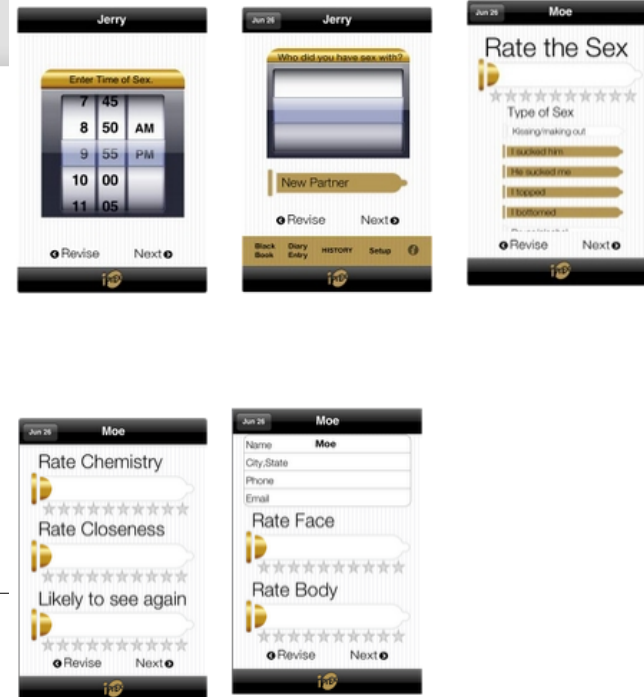 Jerry
Enter Time of Sex.
7 45
8 50 AM
9 55 PM
10 00
11 05
Revise Next
Jun 26 Jerry
Who did you have sex with?
New Partner
Revise Next
Black Book Diary Entry HISTORY Setup
Jun 26 Moe
Rate the Sex
Type of Sex
Kissing/making out
I sucked him
He sucked me
I topped
I bottomed
Revise Next
Jun 26 Moe
Rate Chemistry
Rate Closeness
Likely to see again
Revise Next
Jun 26 Moe
Name Moe
City,State
Phone
Email
Rate Face
Rate Body
Revise Next